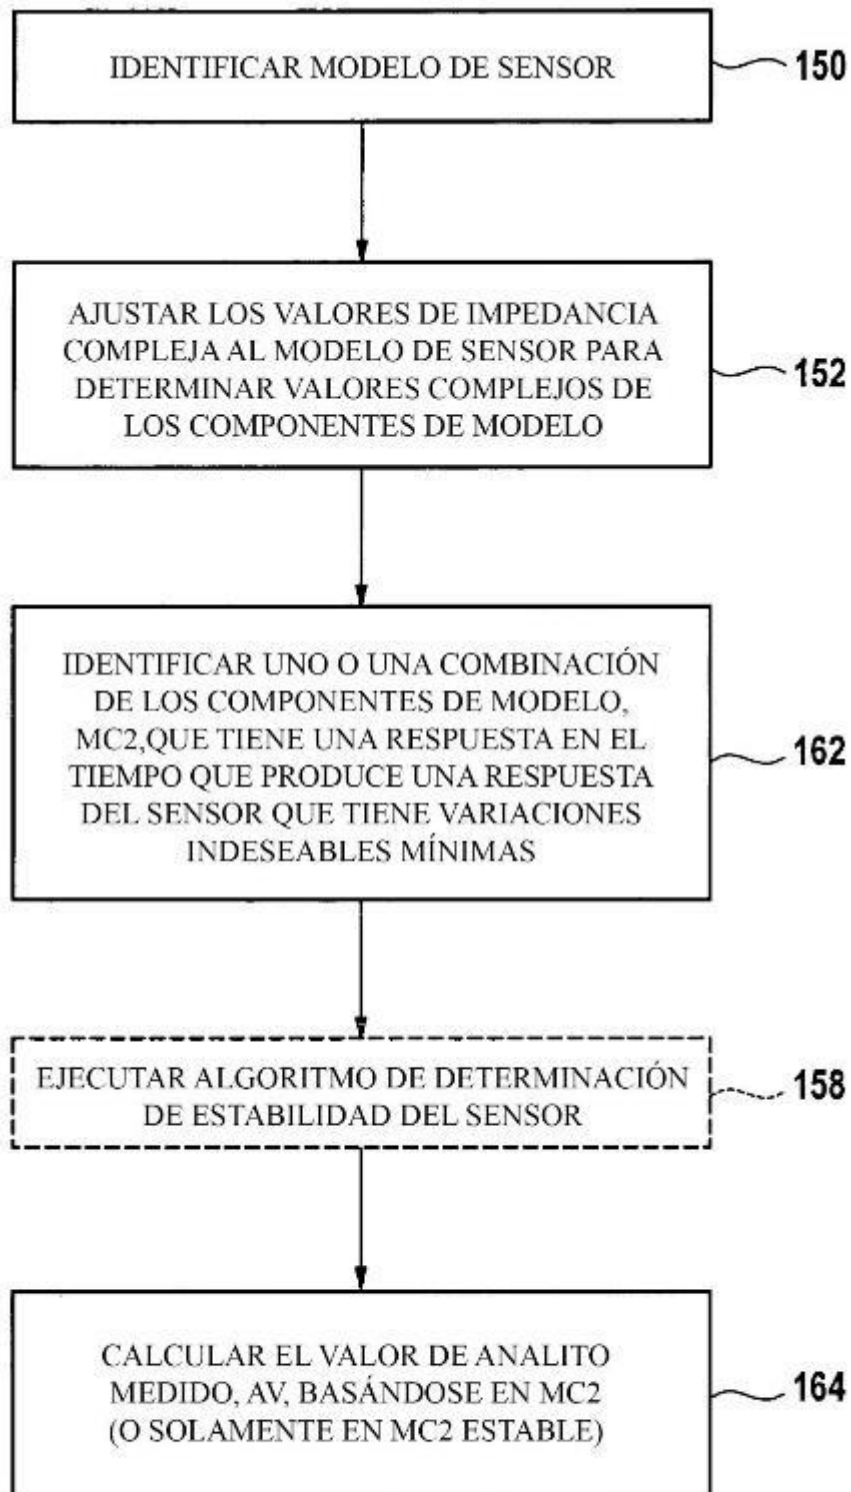 IDENTIFICAR MODELO DE SENSOR
150
AJUSTAR LOS VALORES DE IMPEDANCIA
COMPLEJA AL MODELO DE SENSOR PARA
DETERMINAR VALORES COMPLEJOS DE
LOS COMPONENTES DE MODELO
152
IDENTIFICAR UNO O UNA COMBINACIÓN
DE LOS COMPONENTES DE MODELO,
MC2,QUE TIENE UNA RESPUESTA EN EL
TIEMPO QUE PRODUCE UNA RESPUESTA
DEL SENSOR QUE TIENE VARIACIONES
INDESEABLES MÍNIMAS
162
EJECUTAR ALGORITMO DE DETERMINACIÓN
DE ESTABILIDAD DEL SENSOR
158
CALCULAR EL VALOR DE ANALITO
MEDIDO, AV, BASÁNDOSE EN MC2
(O SOLAMENTE EN MC2 ESTABLE)
164